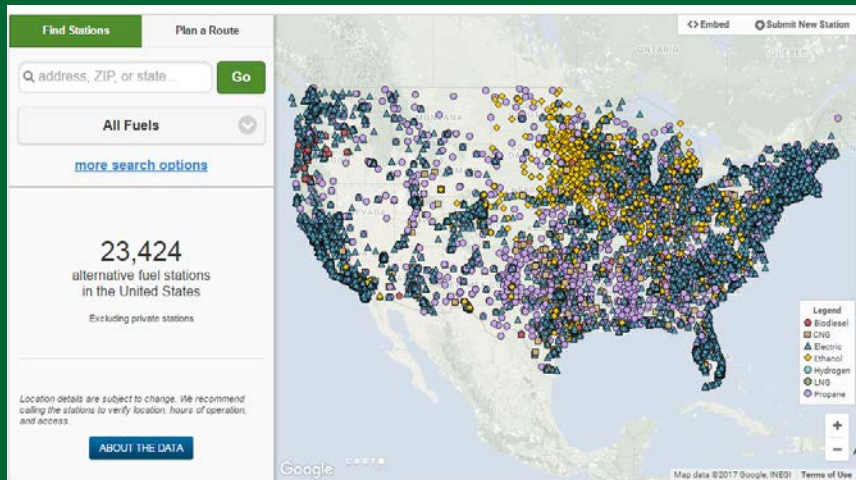 Find Stations
Plan a Route
address, ZIP, or state...
Go
All Fuels
more search options
23,424
alternative fuel stations
in the United States
Excluding private stations
Location details are subject to change. We recommend
calling the stations to verify location, hours of operation,
and access.
ABOUT THE DATA
<> Embed
Submit New Station
ONTARIO
QUEBEC
MONTANA
NEVADA
Legend
Biodiesel
CNG
Electric
Ethanol
Hydrogen
LNG
Propane
+
−
Google
CARTO
Map data ©2017 Google, INEGI
Terms of Use